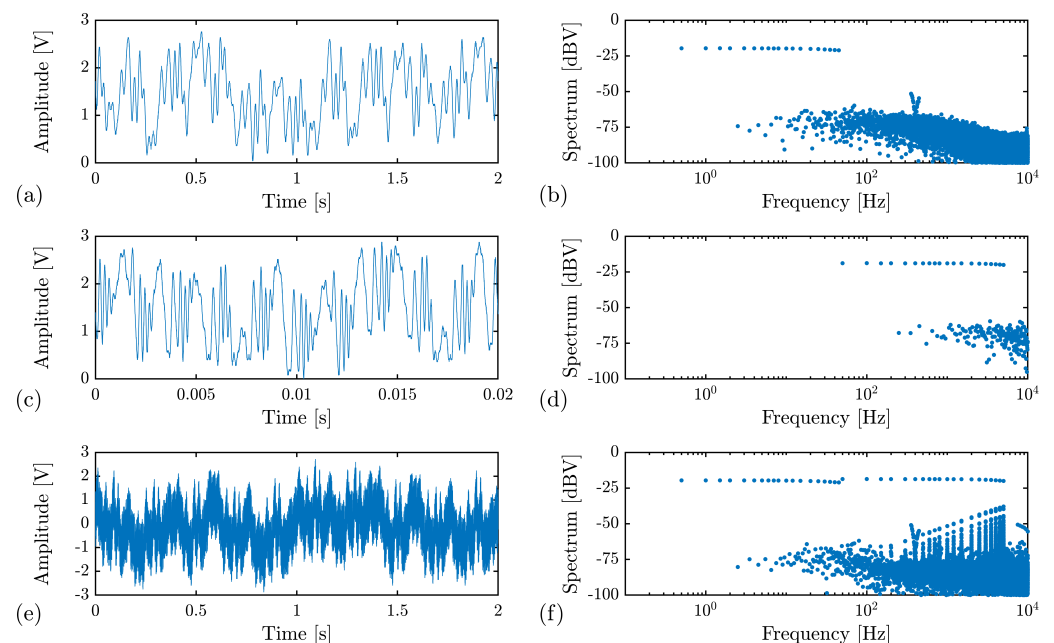 3
2
1
0
Amplitude [V]
0 0.5 1 1.5 2
Time [s]
(a)
0
-25
-50
-75
-100
Spectrum [dBV]
10^0 10^2 10^4
Frequency [Hz]
(b)
3
2
1
0
Amplitude [V]
0 0.005 0.01 0.015 0.02
Time [s]
(c)
0
-25
-50
-75
-100
Spectrum [dBV]
10^0 10^2 10^4
Frequency [Hz]
(d)
3
2
1
0
-1
-2
-3
Amplitude [V]
0 0.5 1 1.5 2
Time [s]
(e)
0
-25
-50
-75
-100
Spectrum [dBV]
10^0 10^2 10^4
Frequency [Hz]
(f)